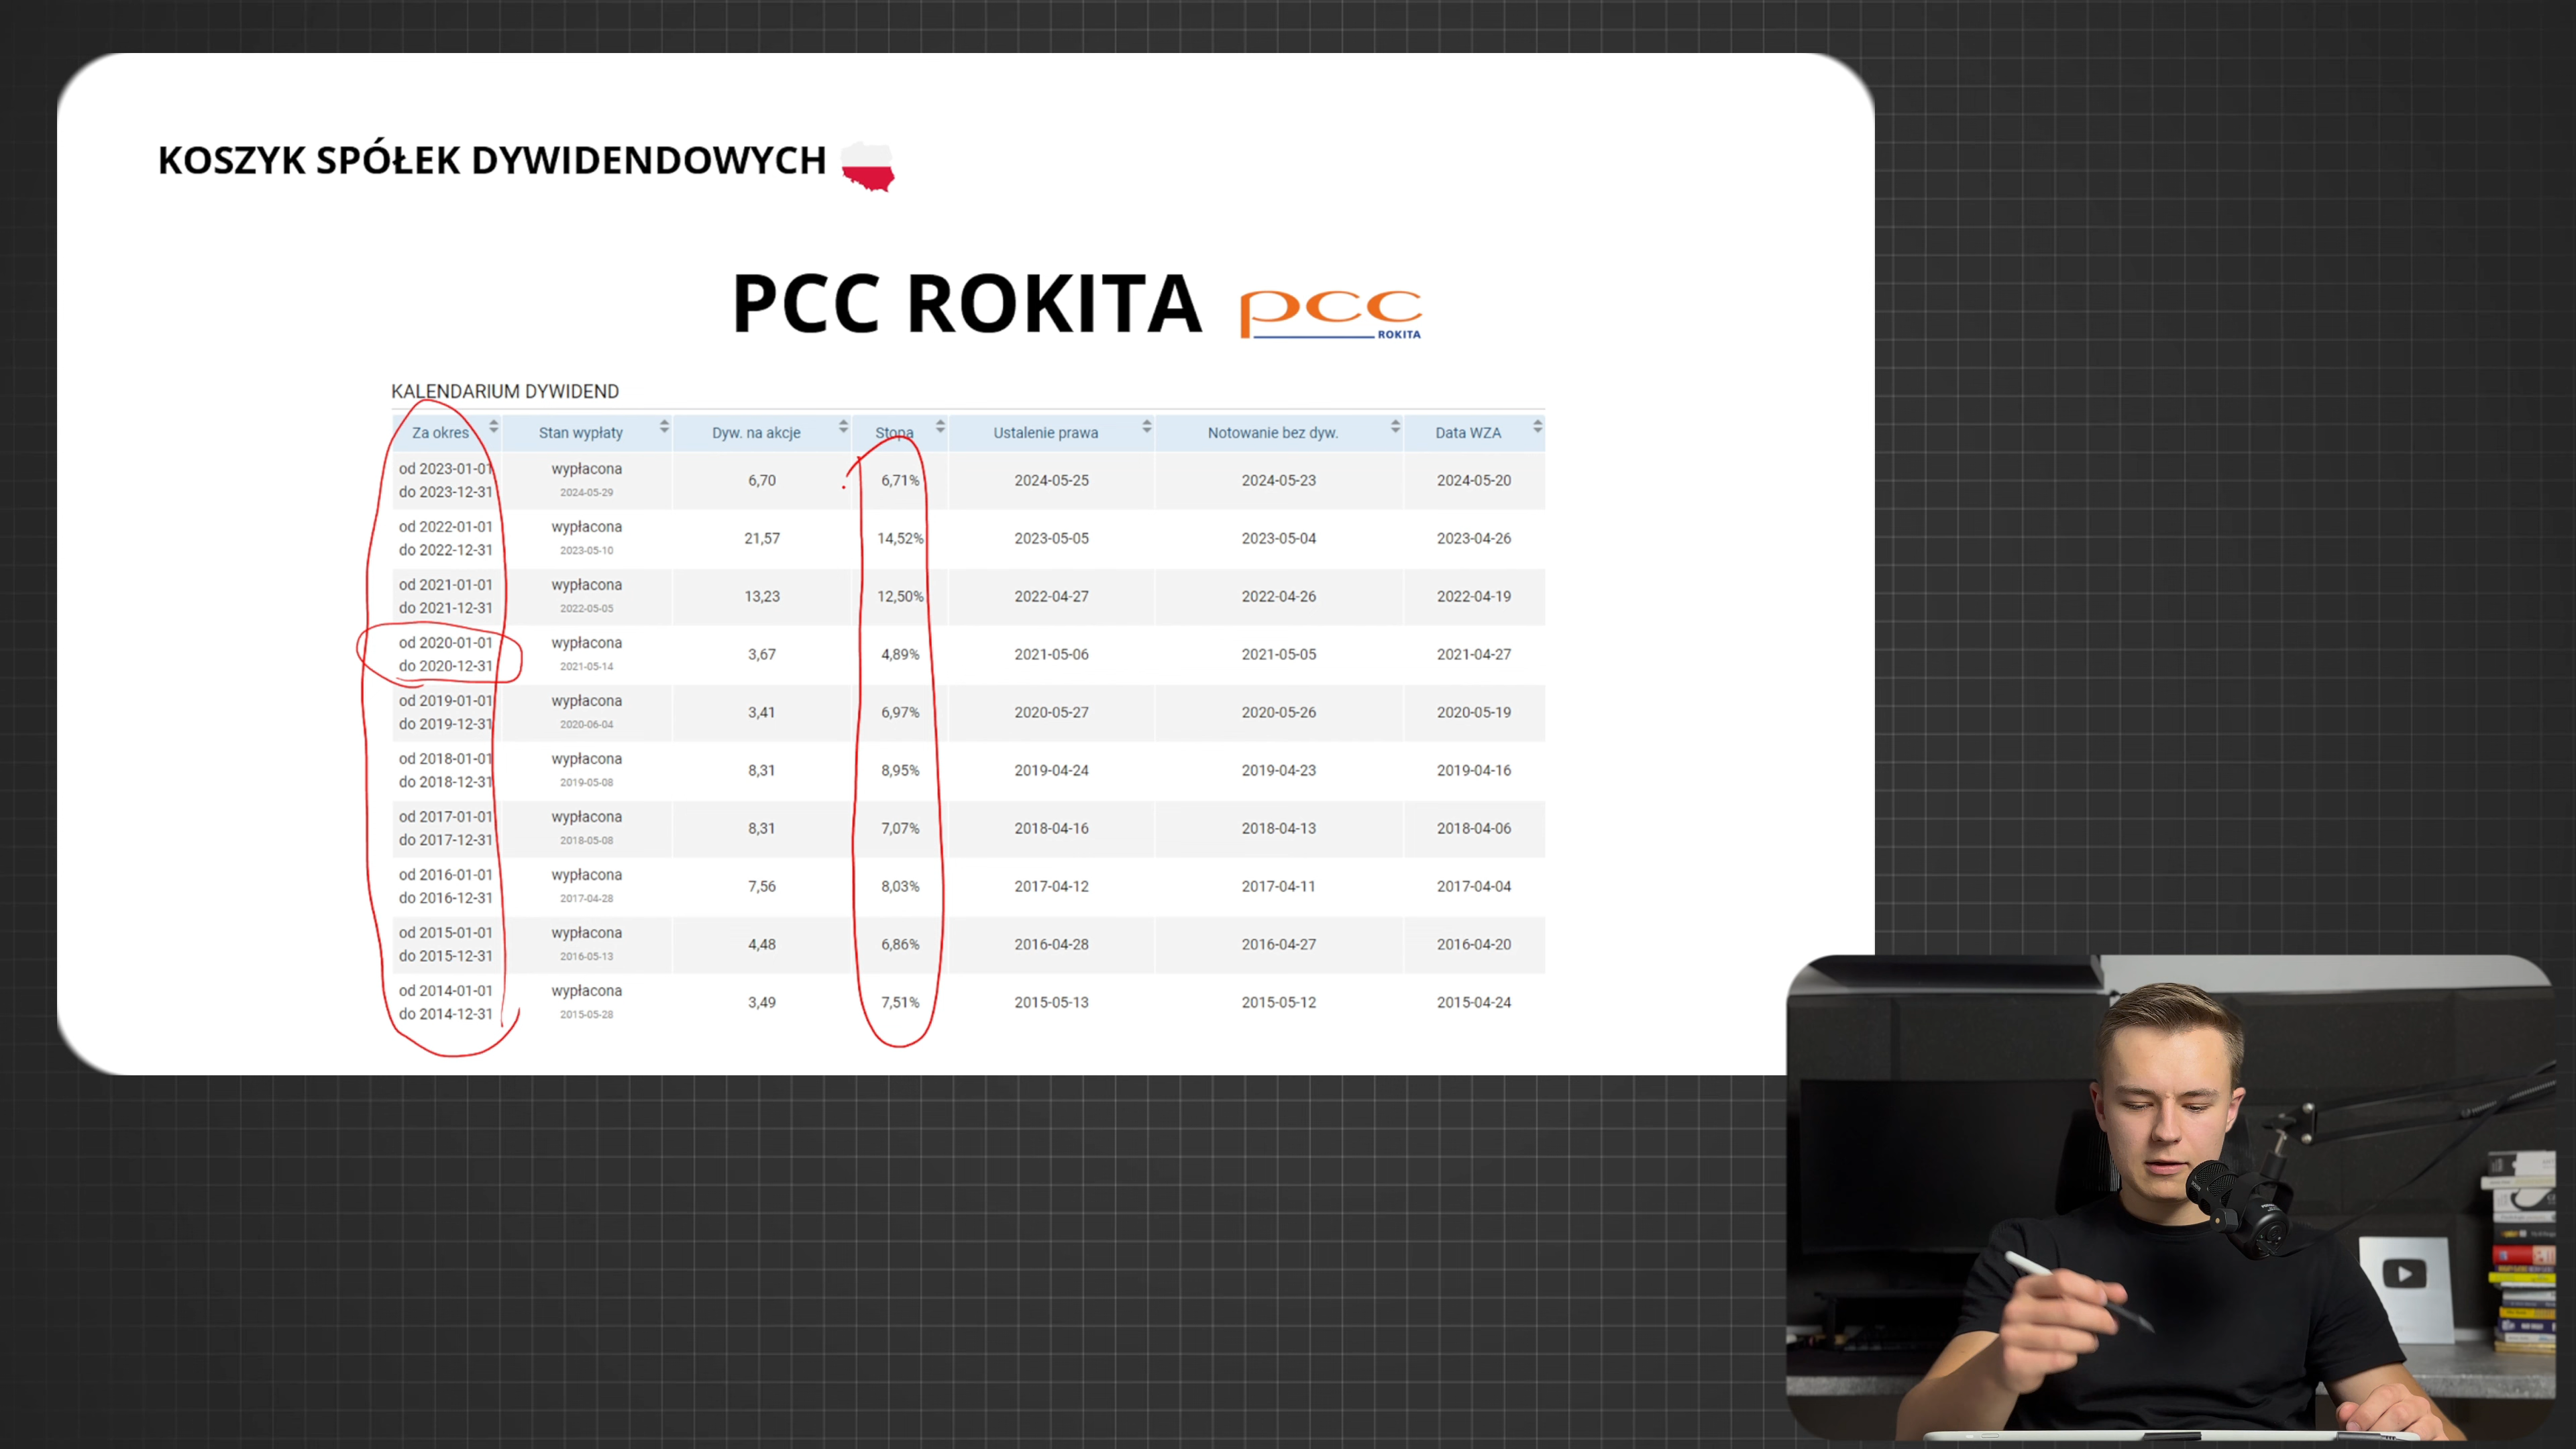 KOSZYK SPÓŁEK DYWIDENDOWYCH
PCC ROKITA
pcc
ROKITA
KALENDARIUM DYWIDEND
Za okres Stan wypłaty Dyw. na akcje Stopa Ustalenie prawa Notowanie bez dyw. Data WZA
od 2023-01-01 wypłacona
6,70 6,71% 2024-05-25 2024-05-23 2024-05-20
do 2023-12-31 2024-05-29
od 2022-01-01 wypłacona
21,57 14,52% 2023-05-05 2023-05-04 2023-04-26
do 2022-12-31 2023-05-10
od 2021-01-01 wypłacona
13,23 12,50% 2022-04-27 2022-04-26 2022-04-19
do 2021-12-31 2022-05-05
od 2020-01-01 wypłacona
3,67 4,89% 2021-05-06 2021-05-05 2021-04-27
do 2020-12-31 2021-05-14
od 2019-01-01 wypłacona
3,41 6,97% 2020-05-27 2020-05-26 2020-05-19
do 2019-12-31 2020-06-04
od 2018-01-01 wypłacona
8,31 8,95% 2019-04-24 2019-04-23 2019-04-16
do 2018-12-31 2019-05-08
od 2017-01-01 wypłacona
8,31 7,07% 2018-04-16 2018-04-13 2018-04-06
do 2017-12-31 2018-05-08
od 2016-01-01 wypłacona
7,56 8,03% 2017-04-12 2017-04-11 2017-04-04
do 2016-12-31 2017-04-28
od 2015-01-01 wypłacona
4,48 6,86% 2016-04-28 2016-04-27 2016-04-20
do 2015-12-31 2016-05-13
od 2014-01-01 wypłacona
3,49 7,51% 2015-05-13 2015-05-12 2015-04-24
do 2014-12-31 2015-05-28